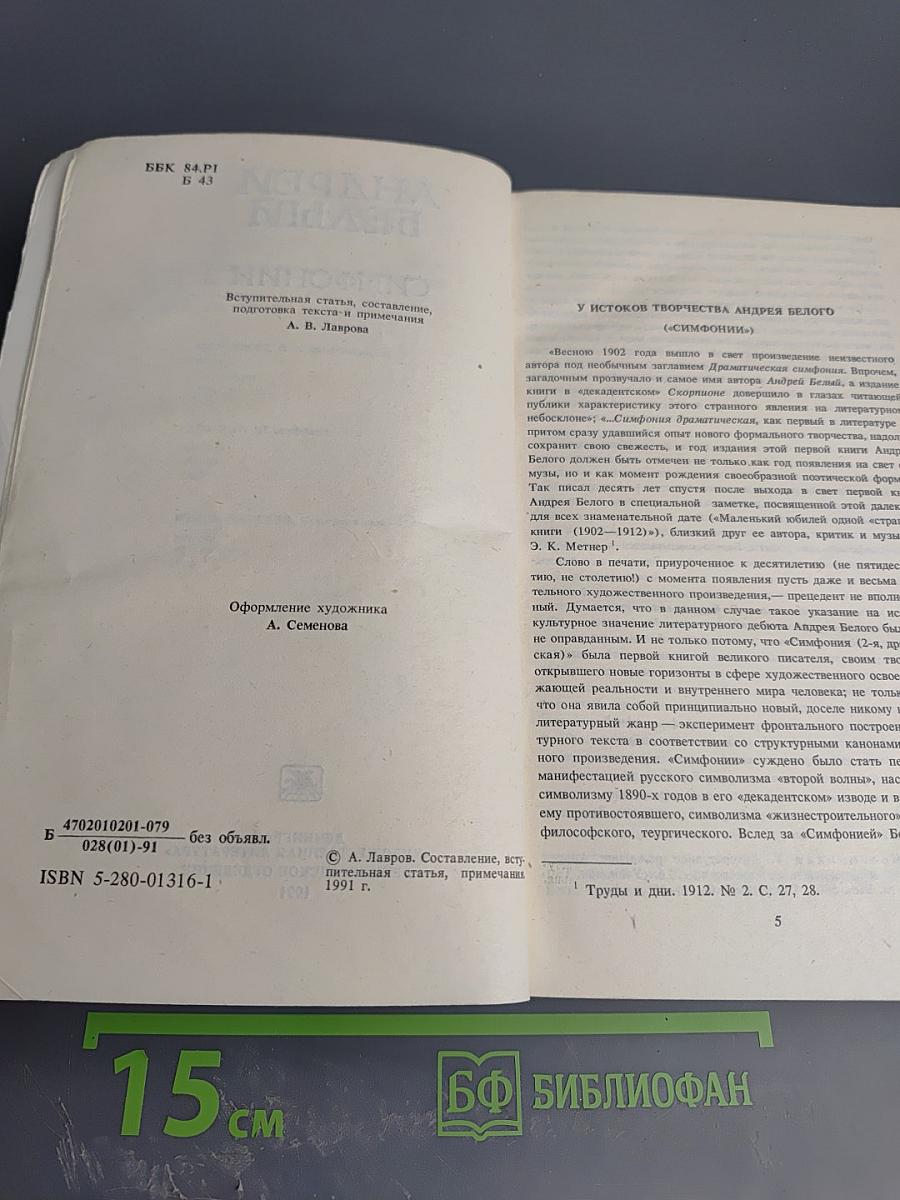 ББК 84.Р1
Б 43
Вступительная статья, составление,
подготовка текста и примечания
А. В. Лаврова
Оформление художника
А. Семенова
Б 4702010201-079 без объявл.
028(01)-91
ISBN 5-280-01316-1
© А. Лавров. Составление, всту-
пительная статья, примечания
1991 г.
У ИСТОКОВ ТВОРЧЕСТВА АНДРЕЯ БЕЛОГО
(«СИМФОНИИ»)
«Весною 1902 года вышло в свет произведение неизвестного
автора под необычным заглавием Драматическая симфония. Впрочем,
загадочным прозвучало и самое имя автора Андрей Белый, а издание
книги в «декадентском» Скорпионе довершило в глазах читающей
публики характеристику этого странного явления на литературно
небосклоне»; «...Симфония драматическая, как первый в литературе
притом сразу удавшийся опыт нового формального творчества, надол
сохранит свою свежесть, и год издания этой первой книги Андр
Белого должен быть отмечен не только как год появления на свет
музы, но и как момент рождения своеобразной поэтической форм
Так писал десять лет спустя после выхода в свет первой кн
Андрея Белого в специальной заметке, посвященной этой далек
для всех знаменательной дате («Маленький юбилей одной «стран
книги (1902—1912)»), близкий друг ее автора, критик и музы
Э. К. Метнер 1.
Слово в печати, приуроченное к десятилетию (не пятидес
тию, не столетию!) с момента появления пусть даже и весьма
тельного художественного произведения,— прецедент не вполн
ный. Думается, что в данном случае такое указание на ис
культурное значение литературного дебюта Андрея Белого был
не оправданным. И не только потому, что «Симфония (2-я, др
ская)» была первой книгой великого писателя, своим тво
открывшего новые горизонты в сфере художественного освое
жающей реальности и внутреннего мира человека; не тольк
что она явила собой принципиально новый, доселе никому
литературный жанр — эксперимент фронтального построен
турного текста в соответствии со структурными канонами
ного произведения. «Симфонии» суждено было стать пе
манифестацией русского символизма «второй волны», нас
символизму 1890-х годов в его «декадентском» изводе и в
ему противостоявшего, символизма «жизнестроительного»
философского, теургического. Вслед за «Симфонией» Б
1 Труды и дни. 1912. № 2. С. 27, 28.
5
15 см
БФ БИБЛИОФАН